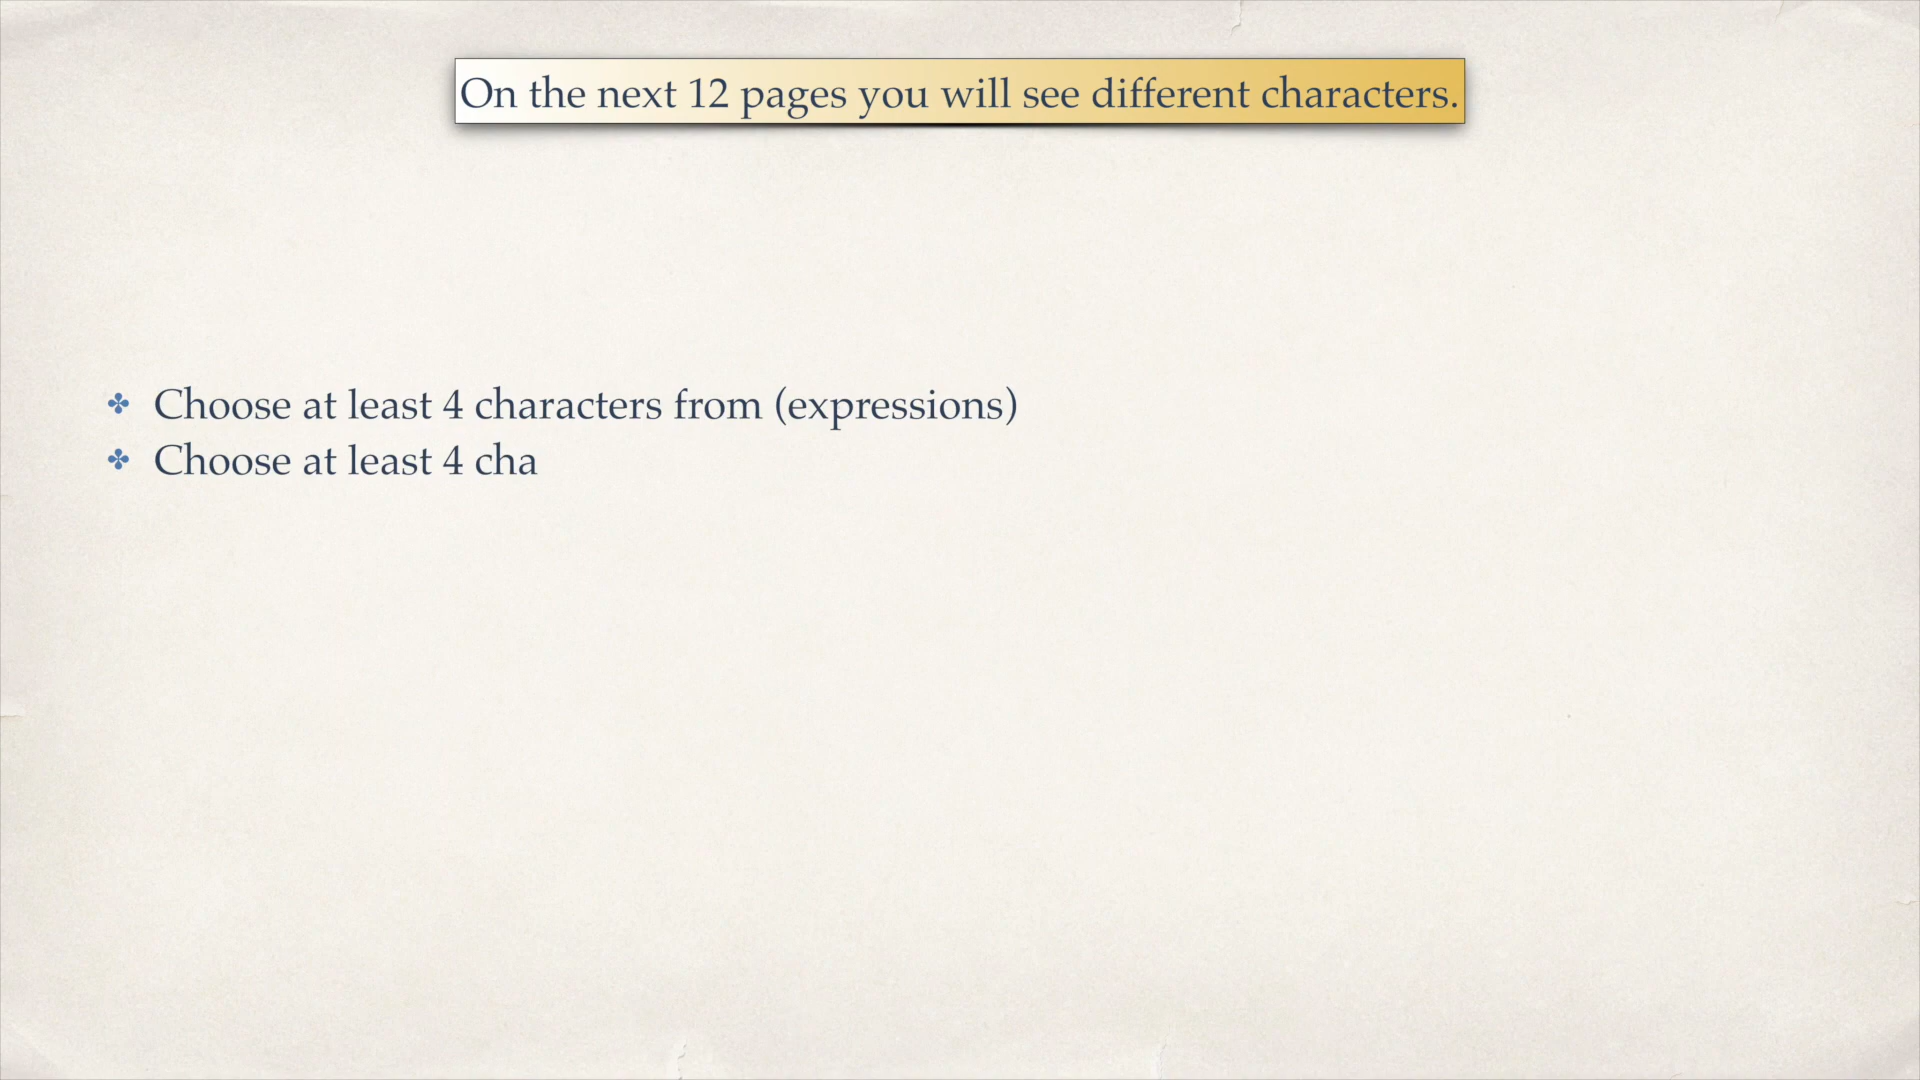 On the next 12 pages you will see different characters.
Choose at least 4 characters from (expressions)
Choose at least 4 cha